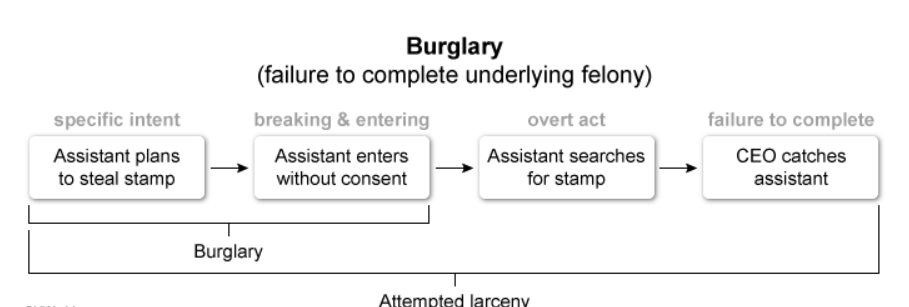 Burglary
(failure to complete underlying felony)
specific intent
breaking & entering
overt act
failure to complete
Assistant plans
to steal stamp
Assistant enters
without consent
Assistant searches
for stamp
CEO catches
assistant
Burglary
Attempted larceny